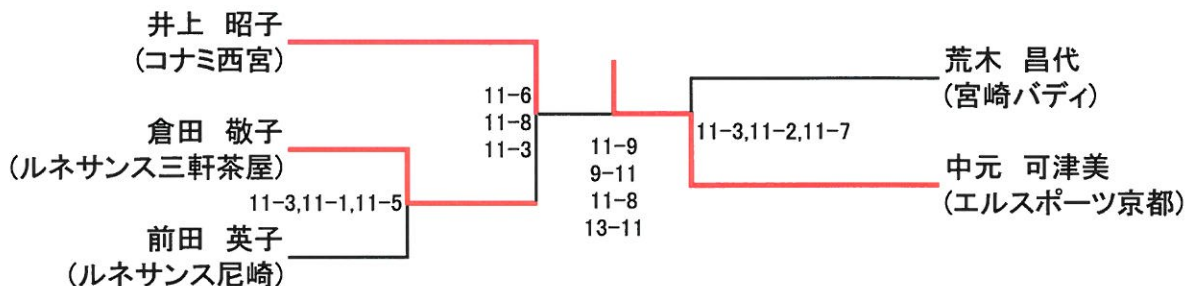 井上 昭子
(コナミ西宮)
倉田 敬子
(ルネサンス三軒茶屋)
前田 英子
(ルネサンス尼崎)
11-3,11-1,11-5
11-6
11-8
11-3
11-9
9-11
11-8
13-11
11-3,11-2,11-7
荒木 昌代
(宮崎バディ)
中元 可津美
(エルスポーツ京都)